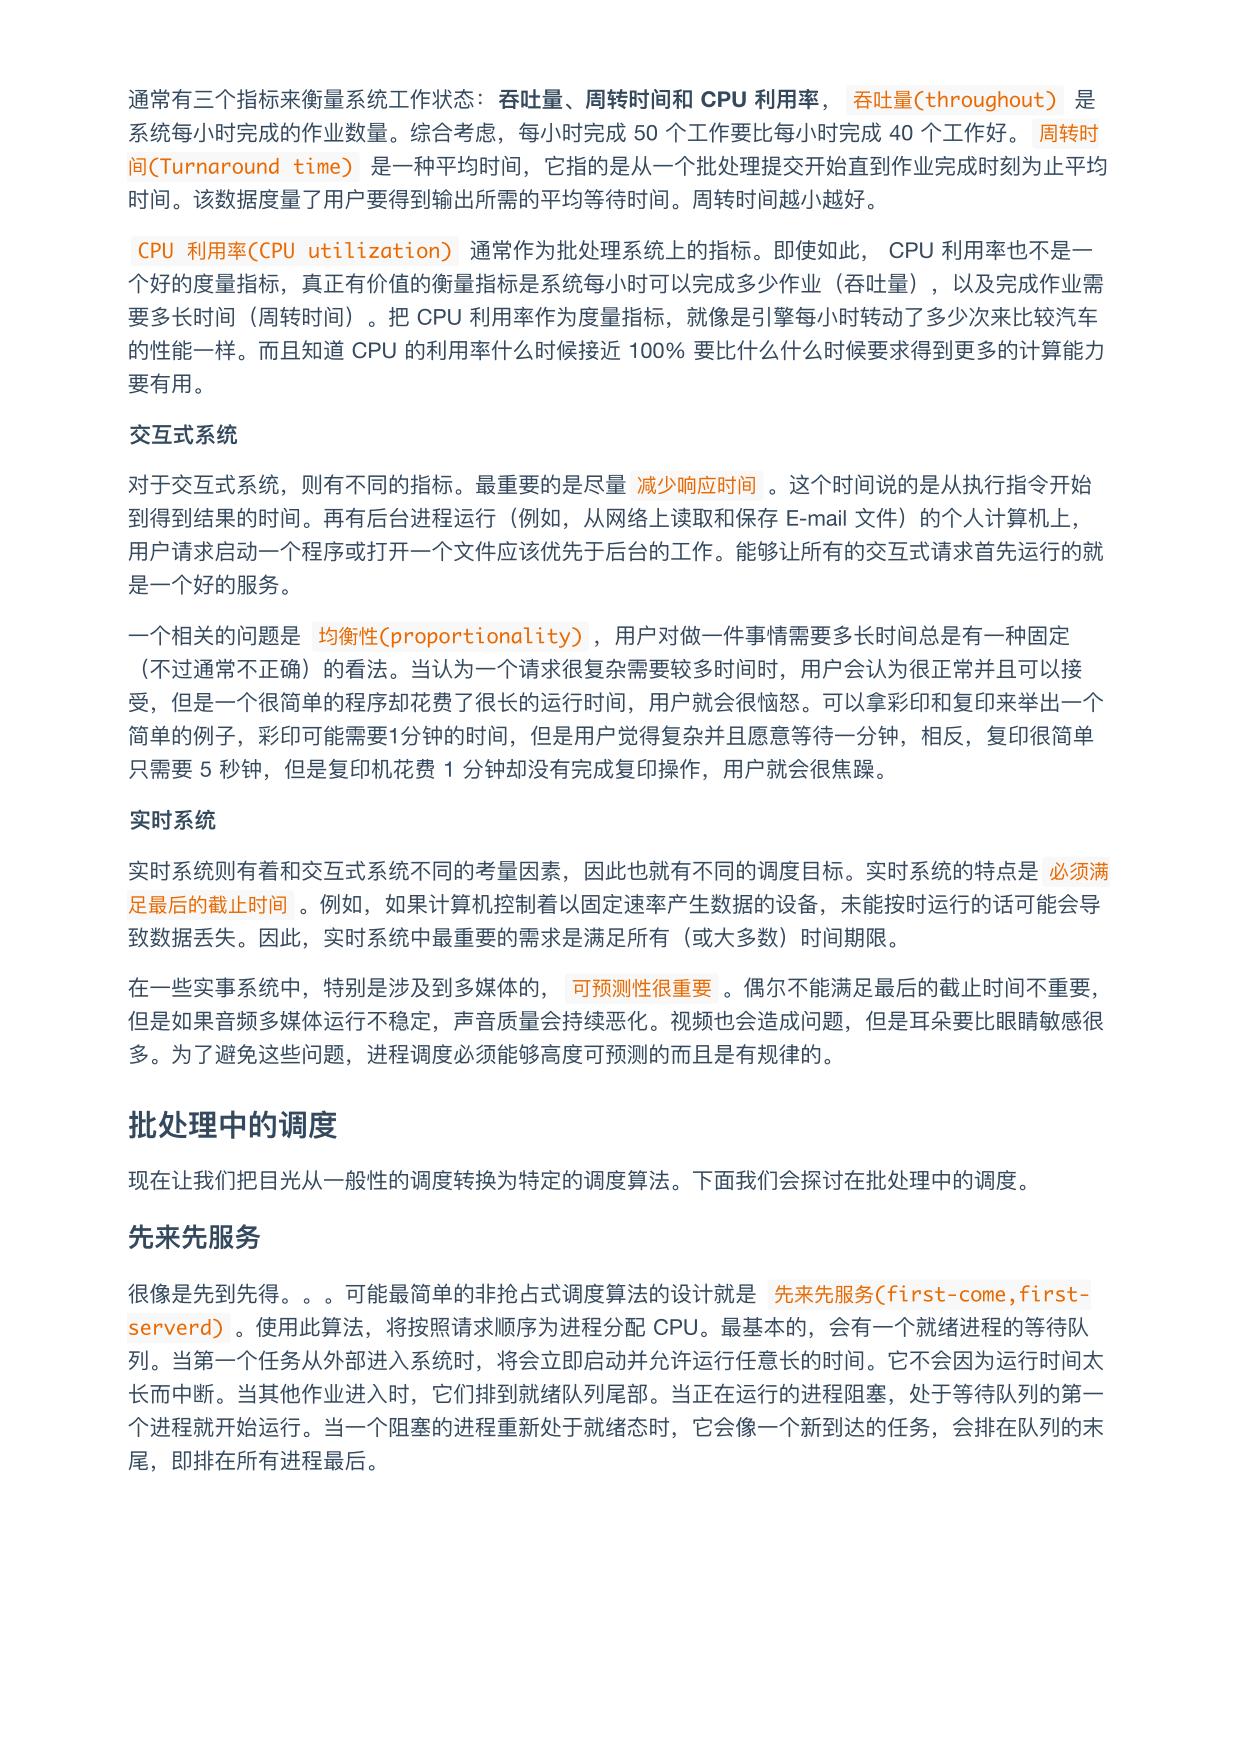 通常有三个指标来衡量系统工作状态：吞吐量、周转时间和 CPU 利用率， 吞吐量(throughout) 是
系统每小时完成的作业数量。综合考虑，每小时完成 50 个工作要比每小时完成 40 个工作好。 周转时
间(Turnaround time) 是一种平均时间，它指的是从一个批处理提交开始直到作业完成时刻为止平均
时间。该数据度量了用户要得到输出所需的平均等待时间。周转时间越小越好。
CPU 利用率(CPU utilization) 通常作为批处理系统上的指标。即使如此， CPU 利用率也不是一
个好的度量指标，真正有价值的衡量指标是系统每小时可以完成多少作业（吞吐量），以及完成作业需
要多长时间（周转时间）。把 CPU 利用率作为度量指标，就像是引擎每小时转动了多少次来比较汽车
的性能一样。而且知道 CPU 的利用率什么时候接近 100% 要比什么什么时候要求得到更多的计算能力
要有用。
交互式系统
对于交互式系统，则有不同的指标。最重要的是尽量 减少响应时间 。这个时间说的是从执行指令开始
到得到结果的时间。再有后台进程运行（例如，从网络上读取和保存 E-mail 文件）的个人计算机上，
用户请求启动一个程序或打开一个文件应该优先于后台的工作。能够让所有的交互式请求首先运行的就
是一个好的服务。
一个相关的问题是 均衡性(proportionality) ，用户对做一件事情需要多长时间总是有一种固定
（不过通常不正确）的看法。当认为一个请求很复杂需要较多时间时，用户会认为很正常并且可以接
受，但是一个很简单的程序却花费了很长的运行时间，用户就会很恼怒。可以拿彩印和复印来举出一个
简单的例子，彩印可能需要1分钟的时间，但是用户觉得复杂并且愿意等待一分钟，相反，复印很简单
只需要 5 秒钟，但是复印机花费 1 分钟却没有完成复印操作，用户就会很焦躁。
实时系统
实时系统则有着和交互式系统不同的考量因素，因此也就有不同的调度目标。实时系统的特点是 必须满
足最后的截止时间 。例如，如果计算机控制着以固定速率产生数据的设备，未能按时运行的话可能会导
致数据丢失。因此，实时系统中最重要的需求是满足所有（或大多数）时间期限。
在一些实事系统中，特别是涉及到多媒体的， 可预测性很重要 。偶尔不能满足最后的截止时间不重要，
但是如果音频多媒体运行不稳定，声音质量会持续恶化。视频也会造成问题，但是耳朵要比眼睛敏感很
多。为了避免这些问题，进程调度必须能够高度可预测的而且是有规律的。
批处理中的调度
现在让我们把目光从一般性的调度转换为特定的调度算法。下面我们会探讨在批处理中的调度。
先来先服务
很像是先到先得。。。可能最简单的非抢占式调度算法的设计就是 先来先服务(first-come,first-
serverd) 。使用此算法，将按照请求顺序为进程分配 CPU。最基本的，会有一个就绪进程的等待队
列。当第一个任务从外部进入系统时，将会立即启动并允许运行任意长的时间。它不会因为运行时间太
长而中断。当其他作业进入时，它们排到就绪队列尾部。当正在运行的进程阻塞，处于等待队列的第一
个进程就开始运行。当一个阻塞的进程重新处于就绪态时，它会像一个新到达的任务，会排在队列的末
尾，即排在所有进程最后。